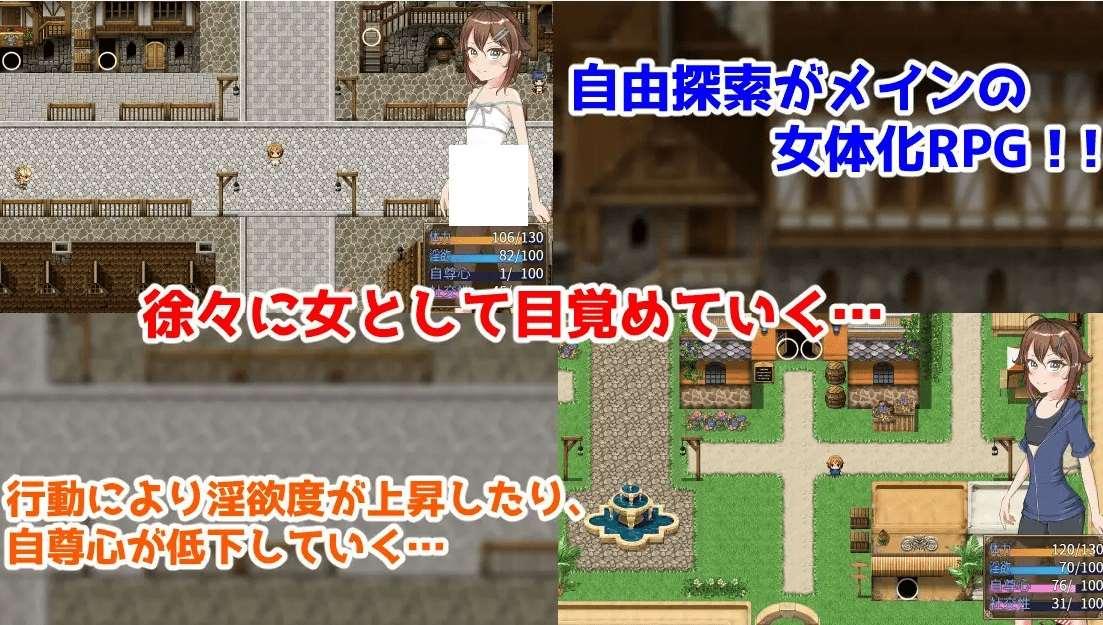 自由探索がメインの
女体化RPG！！
体力 106/130
淫欲 82/100
自尊心 1/ 100
徐々に女として目覚めていく…
行動により淫欲度が上昇したり、
自尊心が低下していく…
体力 120/130
淫欲 70/100
自尊心 76/ 100
社交性 31/ 100